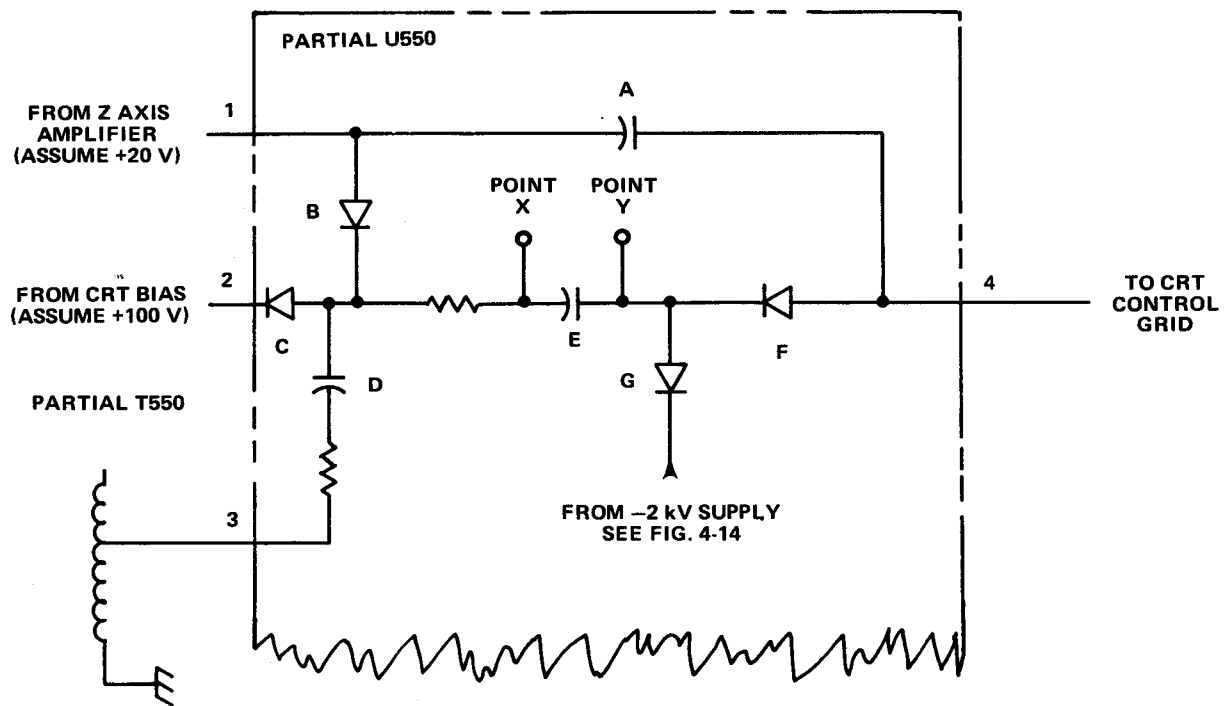 PARTIAL U550
A
FROM Z AXIS
AMPLIFIER
(ASSUME +20 V)
1
B
POINT
X
POINT
Y
FROM CRT BIAS
(ASSUME +100 V)
2
C
D
E
F
G
4
TO CRT
CONTROL
GRID
PARTIAL T550
3
FROM −2 kV SUPPLY
SEE FIG. 4-14